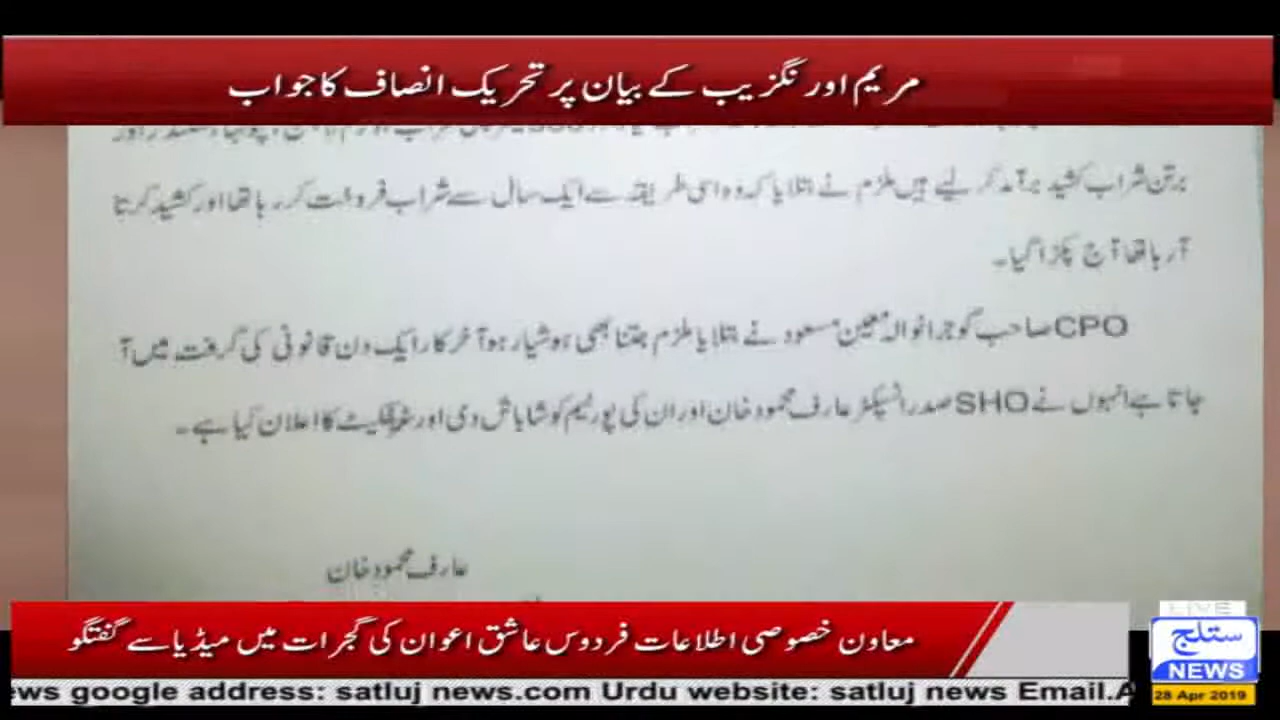 مریم اورنگزیب کے بیان پر تحریک انصاف کا جواب
برتن شراب کشید برآمد کر لیے ہیں ملزم نے بتلایا کہ وہ اسی طریقہ سے ایک سال سے شراب فروخت کر رہا تھا اور کشید کرتا
آ رہا تھا آج پکڑا گیا۔
CPO صاحب گوجرانوالہ معین مسعود نے بتلایا ملزم جتنا بھی ہوشیار ہو آخر کار ایک دن قانونی کی گرفت میں آ
جاتا ہے انہوں نے SHO صدر انسپکٹر عارف محمود خان اور ان کی پور ٹیم کو شاباش دی اور سرٹیفکیٹ کا اعلان کیا ہے۔
عارف محمود خان
معاون خصوصی اطلاعات فردوس عاشق اعوان کی گجرات میں میڈیا سے گفتگو
LIVE
ستلج
NEWS
ews google address: satluj news.com Urdu website: satluj news Email.A
28 Apr 2019